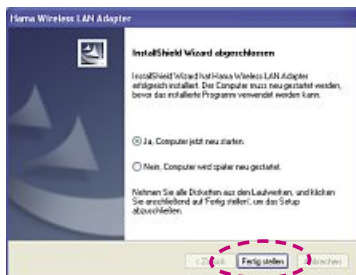 Hama Wireless LAN Adapter
InstallShield Wizard abgeschlossen
InstallShield Wizard hat Hama Wireless LAN Adapter
erfolgreich installiert. Der Computer muss neu gestartet werden,
bevor das installierte Programm verwendet werden kann.
Ja, Computer jetzt neu starten.
Nein, Computer wird später neu gestartet.
Nehmen Sie alle Disketten aus den Laufwerken, und klicken
Sie anschließend auf 'Fertig stellen', um das Setup
abzuschließen.
< Zurück Fertig stellen Abbrechen